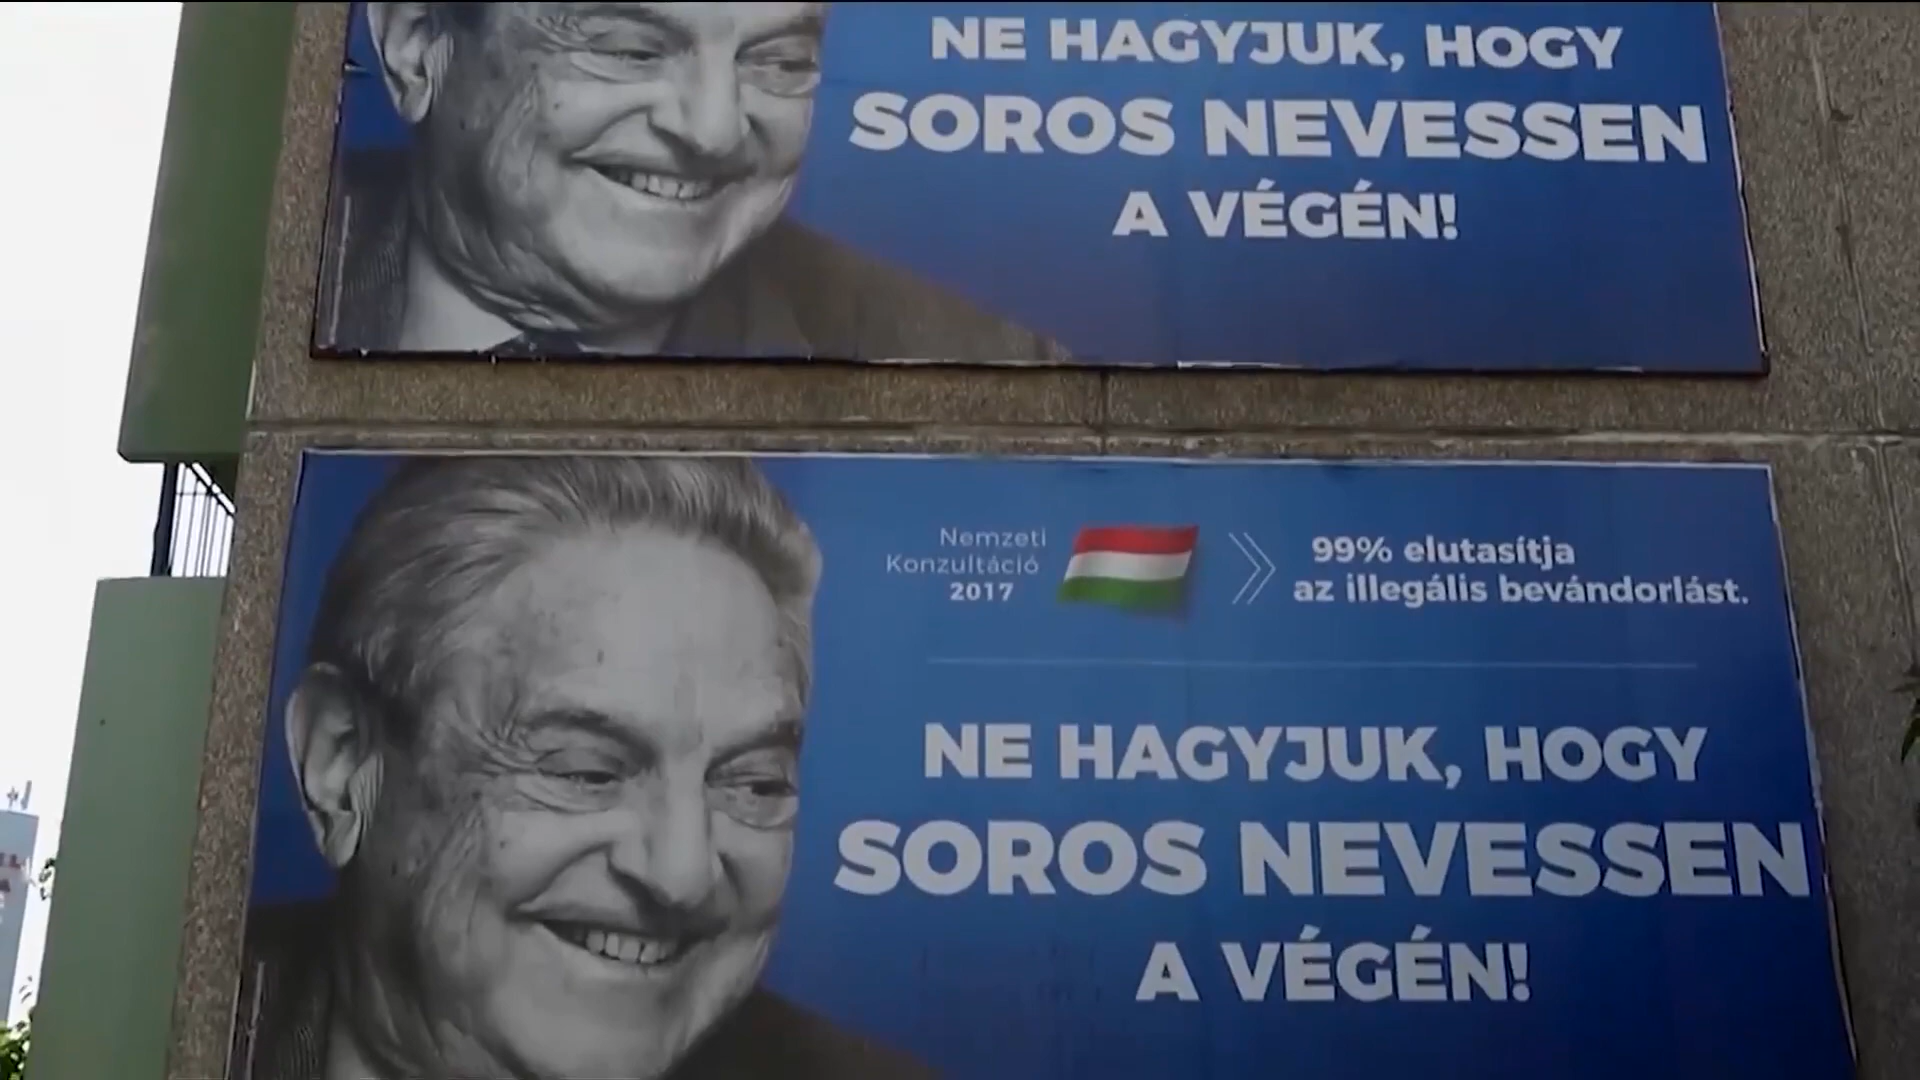 NE HAGYJUK, HOGY
SOROS NEVESSEN
A VÉGÉN!
Nemzeti
Konzultáció
2017
99% elutasítja
az illegális bevándorlást.
NE HAGYJUK, HOGY
SOROS NEVESSEN
A VÉGÉN!